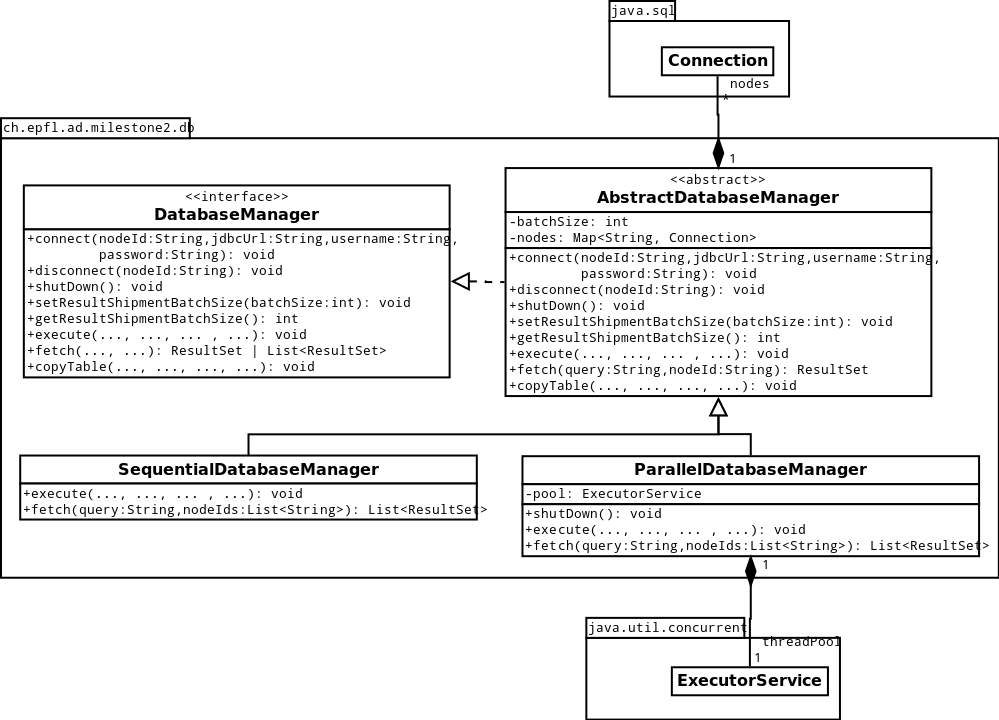 java.sql
Connection
nodes
*
ch.epfl.ad.milestone2.db
1
<<interface>>
DatabaseManager
+connect(nodeId:String,jdbcUrl:String,username:String,
password:String): void
+disconnect(nodeId:String): void
+shutDown(): void
+setResultShipmentBatchSize(batchSize:int): void
+getResultShipmentBatchSize(): int
+execute(..., ..., ... , ...): void
+fetch(..., ...): ResultSet | List<ResultSet>
+copyTable(..., ..., ..., ...): void
<<abstract>>
AbstractDatabaseManager
-batchSize: int
-nodes: Map<String, Connection>
+connect(nodeId:String,jdbcUrl:String,username:String,
password:String): void
+disconnect(nodeId:String): void
+shutDown(): void
+setResultShipmentBatchSize(batchSize:int): void
+getResultShipmentBatchSize(): int
+execute(..., ..., ... , ...): void
+fetch(query:String,nodeId:String): ResultSet
+copyTable(..., ..., ..., ...): void
SequentialDatabaseManager
+execute(..., ..., ... , ...): void
+fetch(query:String,nodeIds:List<String>): List<ResultSet>
ParallelDatabaseManager
-pool: ExecutorService
+shutDown(): void
+execute(..., ..., ... , ...): void
+fetch(query:String,nodeIds:List<String>): List<ResultSet>
1
java.util.concurrent
threadPool
1
ExecutorService